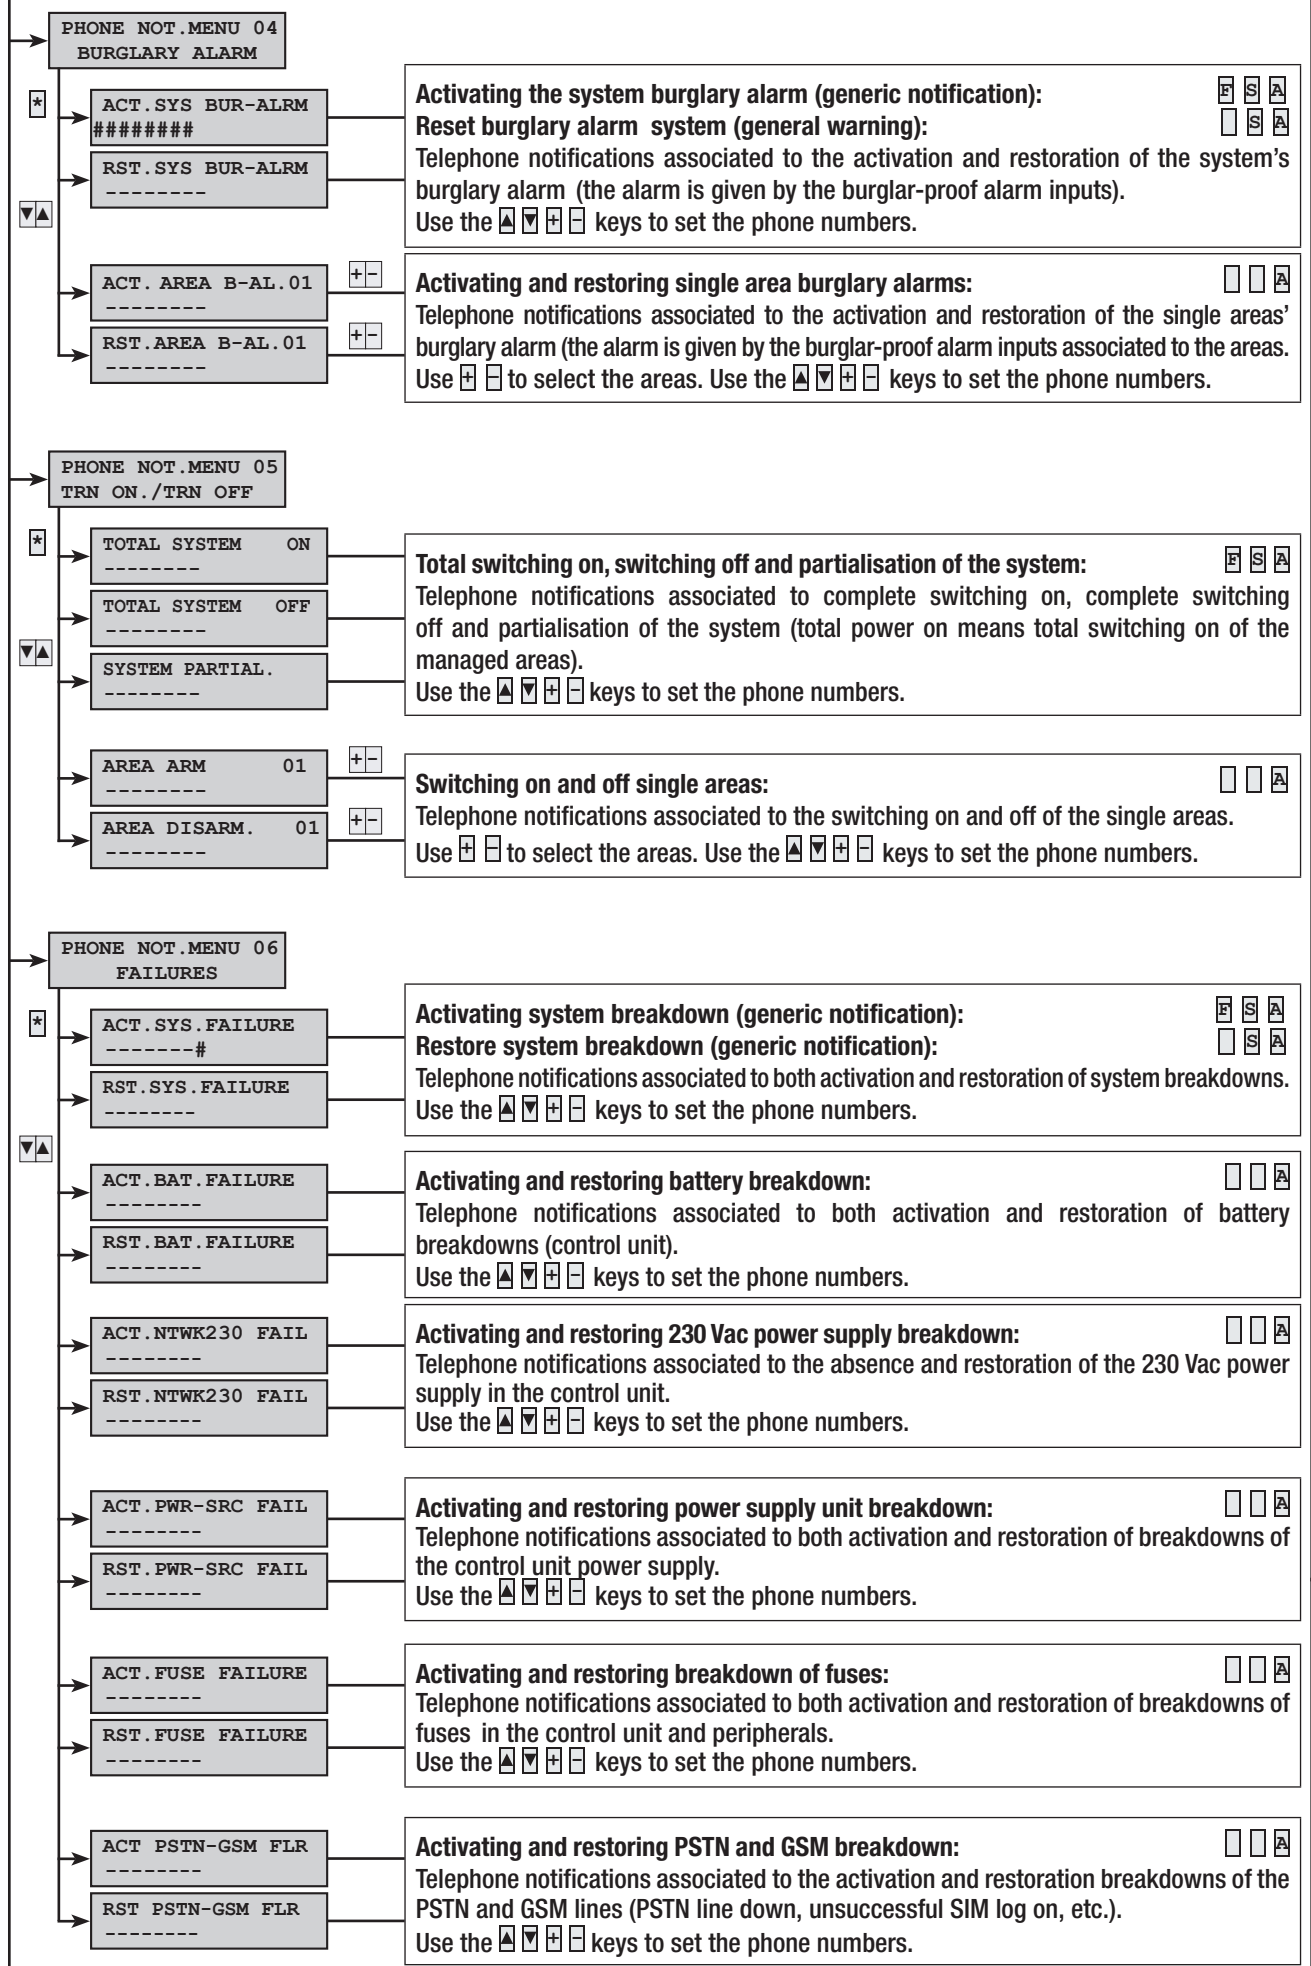 PHONE NOT.MENU 04
BURGLARY ALARM
*
ACT.SYS BUR-ALRM
########
RST.SYS BUR-ALRM
--------
▼▲
Activating the system burglary alarm (generic notification): F S A
Reset burglary alarm system (general warning): S A
Telephone notifications associated to the activation and restoration of the system's
burglary alarm (the alarm is given by the burglar-proof alarm inputs).
Use the ▲ ▼ + - keys to set the phone numbers.
ACT. AREA B-AL.01
--------
+-
RST.AREA B-AL.01
--------
+-
Activating and restoring single area burglary alarms: A
Telephone notifications associated to the activation and restoration of the single areas'
burglary alarm (the alarm is given by the burglar-proof alarm inputs associated to the areas.
Use + - to select the areas. Use the ▲ ▼ + - keys to set the phone numbers.
PHONE NOT.MENU 05
TRN ON./TRN OFF
*
TOTAL SYSTEM ON
--------
TOTAL SYSTEM OFF
--------
▼▲
SYSTEM PARTIAL.
--------
Total switching on, switching off and partialisation of the system: F S A
Telephone notifications associated to complete switching on, complete switching
off and partialisation of the system (total power on means total switching on of the
managed areas).
Use the ▲ ▼ + - keys to set the phone numbers.
AREA ARM 01
--------
+-
AREA DISARM. 01
--------
+-
Switching on and off single areas: A
Telephone notifications associated to the switching on and off of the single areas.
Use + - to select the areas. Use the ▲ ▼ + - keys to set the phone numbers.
PHONE NOT.MENU 06
FAILURES
*
ACT.SYS.FAILURE
-------#
RST.SYS.FAILURE
--------
▼▲
Activating system breakdown (generic notification): F S A
Restore system breakdown (generic notification): S A
Telephone notifications associated to both activation and restoration of system breakdowns.
Use the ▲ ▼ + - keys to set the phone numbers.
ACT.BAT.FAILURE
--------
RST.BAT.FAILURE
--------
Activating and restoring battery breakdown: A
Telephone notifications associated to both activation and restoration of battery
breakdowns (control unit).
Use the ▲ ▼ + - keys to set the phone numbers.
ACT.NTWK230 FAIL
--------
RST.NTWK230 FAIL
--------
Activating and restoring 230 Vac power supply breakdown: A
Telephone notifications associated to the absence and restoration of the 230 Vac power
supply in the control unit.
Use the ▲ ▼ + - keys to set the phone numbers.
ACT.PWR-SRC FAIL
--------
RST.PWR-SRC FAIL
--------
Activating and restoring power supply unit breakdown: A
Telephone notifications associated to both activation and restoration of breakdowns of
the control unit power supply.
Use the ▲ ▼ + - keys to set the phone numbers.
ACT.FUSE FAILURE
--------
RST.FUSE FAILURE
--------
Activating and restoring breakdown of fuses: A
Telephone notifications associated to both activation and restoration of breakdowns of
fuses in the control unit and peripherals.
Use the ▲ ▼ + - keys to set the phone numbers.
ACT PSTN-GSM FLR
--------
RST PSTN-GSM FLR
--------
Activating and restoring PSTN and GSM breakdown: A
Telephone notifications associated to the activation and restoration breakdowns of the
PSTN and GSM lines (PSTN line down, unsuccessful SIM log on, etc.).
Use the ▲ ▼ + - keys to set the phone numbers.